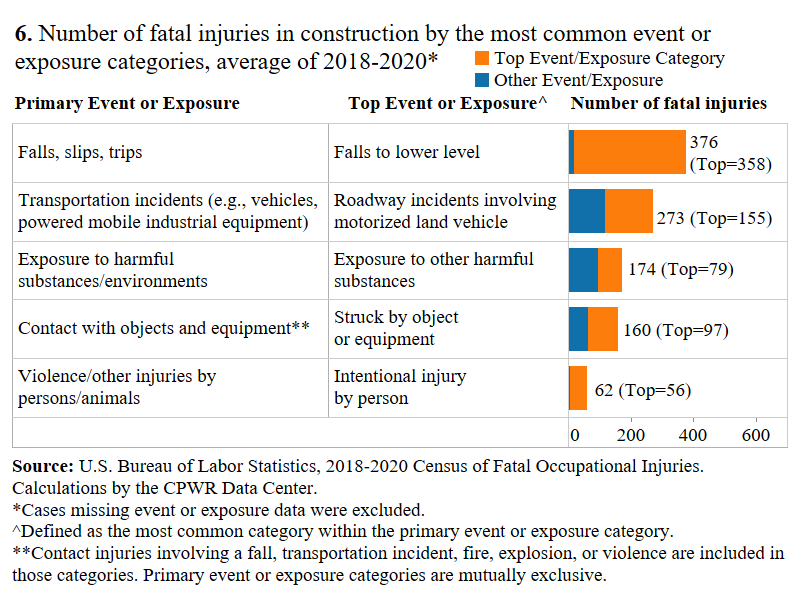 6. Number of fatal injuries in construction by the most common event or
exposure categories, average of 2018-2020*
Top Event/Exposure Category
Other Event/Exposure
Primary Event or Exposure Top Event or Exposure^ Number of fatal injuries
Falls, slips, trips
Falls to lower level
376
(Top=358)
Transportation incidents (e.g., vehicles,
powered mobile industrial equipment)
Roadway incidents involving
motorized land vehicle
273 (Top=155)
Exposure to harmful
substances/environments
Exposure to other harmful
substances
174 (Top=79)
Contact with objects and equipment**
Struck by object
or equipment
160 (Top=97)
Violence/other injuries by
persons/animals
Intentional injury
by person
62 (Top=56)
0 200 400 600
Source: U.S. Bureau of Labor Statistics, 2018-2020 Census of Fatal Occupational Injuries.
Calculations by the CPWR Data Center.
*Cases missing event or exposure data were excluded.
^Defined as the most common category within the primary event or exposure category.
**Contact injuries involving a fall, transportation incident, fire, explosion, or violence are included in
those categories. Primary event or exposure categories are mutually exclusive.